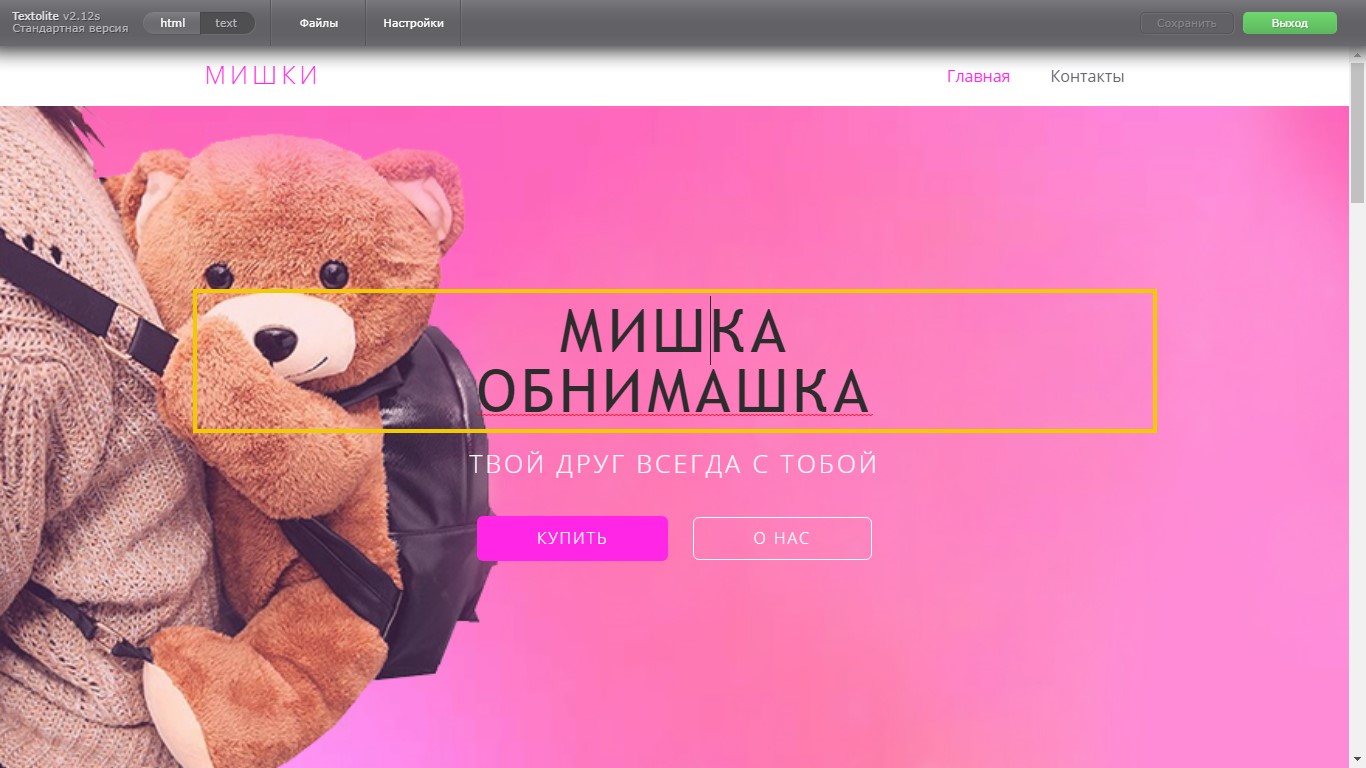 Textolite v2.12s
Стандартная версия
html text
Файлы
Настройки
Сохранить
Выход
МИШКИ
Главная
Контакты
МИШКА
ОБНИМАШКА
ТВОЙ ДРУГ ВСЕГДА С ТОБОЙ
КУПИТЬ
О НАС